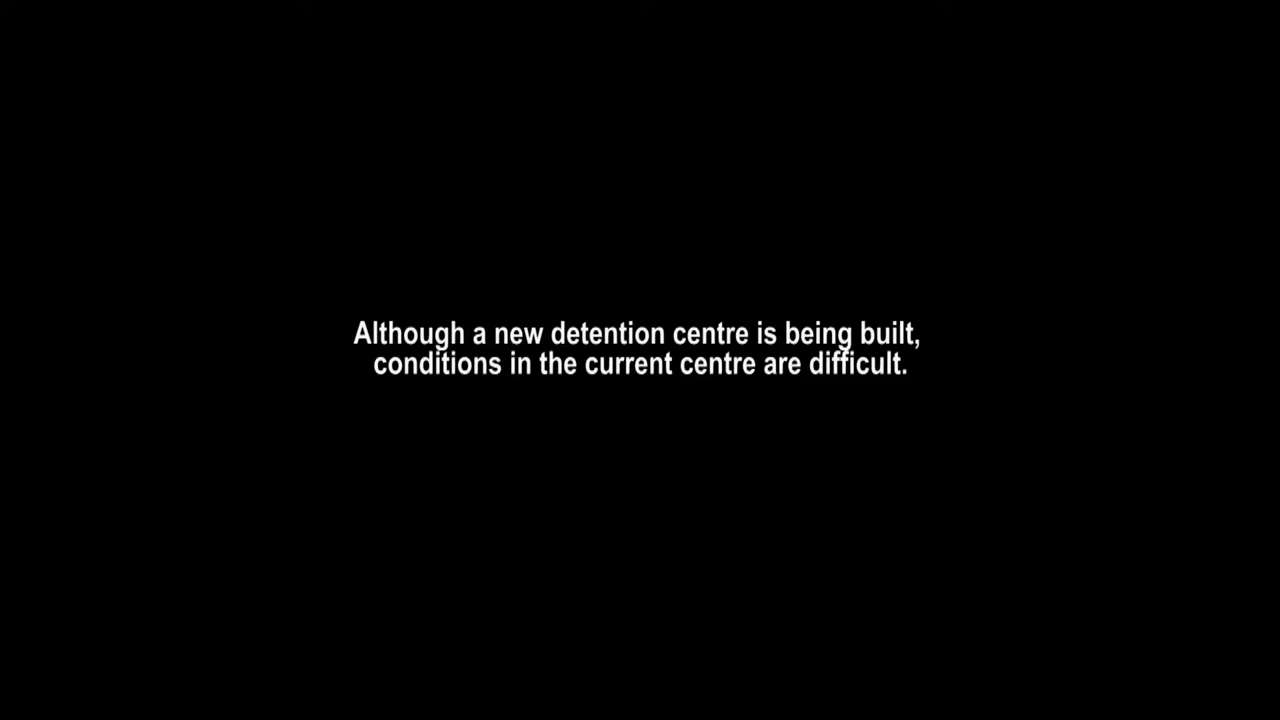 Although a new detention centre is being built,
conditions in the current centre are difficult.